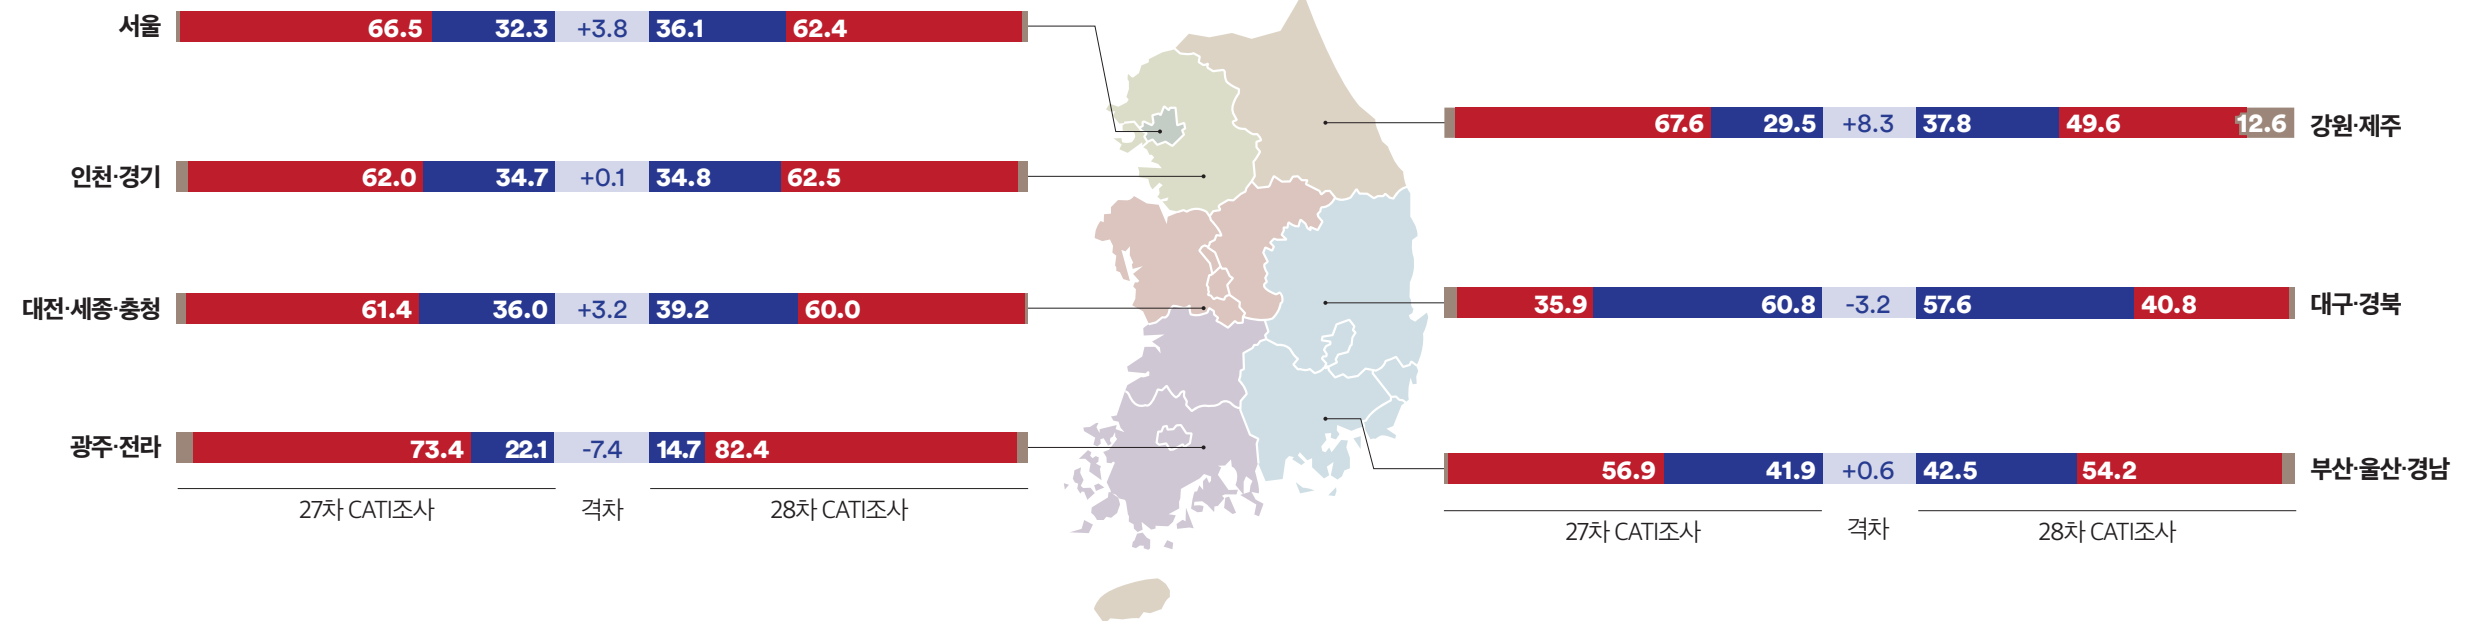 서울 66.5 32.3 +3.8 36.1 62.4
인천·경기 62.0 34.7 +0.1 34.8 62.5
대전·세종·충청 61.4 36.0 +3.2 39.2 60.0
광주·전라 73.4 22.1 -7.4 14.7 82.4
27차 CATI조사 격차 28차 CATI조사
67.6 29.5 +8.3 37.8 49.6 12.6 강원·제주
35.9 60.8 -3.2 57.6 40.8 대구·경북
56.9 41.9 +0.6 42.5 54.2 부산·울산·경남
27차 CATI조사 격차 28차 CATI조사